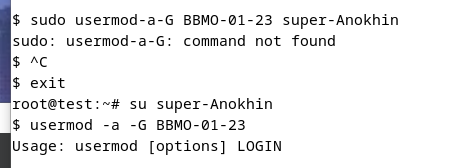 $ sudo usermod-a-G BBMO-01-23 super-Anokhin
sudo: usermod-a-G: command not found
$ ^C
$ exit
root@test:~# su super-Anokhin
$ usermod -a -G BBMO-01-23
Usage: usermod [options] LOGIN